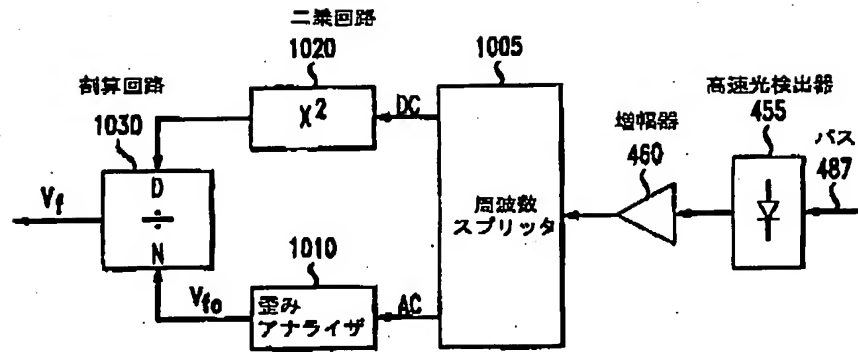 二乗回路
1020
X²
割算回路
1030
D
÷
N
Vf
Vfo
1010
歪み
アナライザ
DC
AC
1005
周波数
スプリッタ
増幅器
460
高速光検出器
455
パス
487